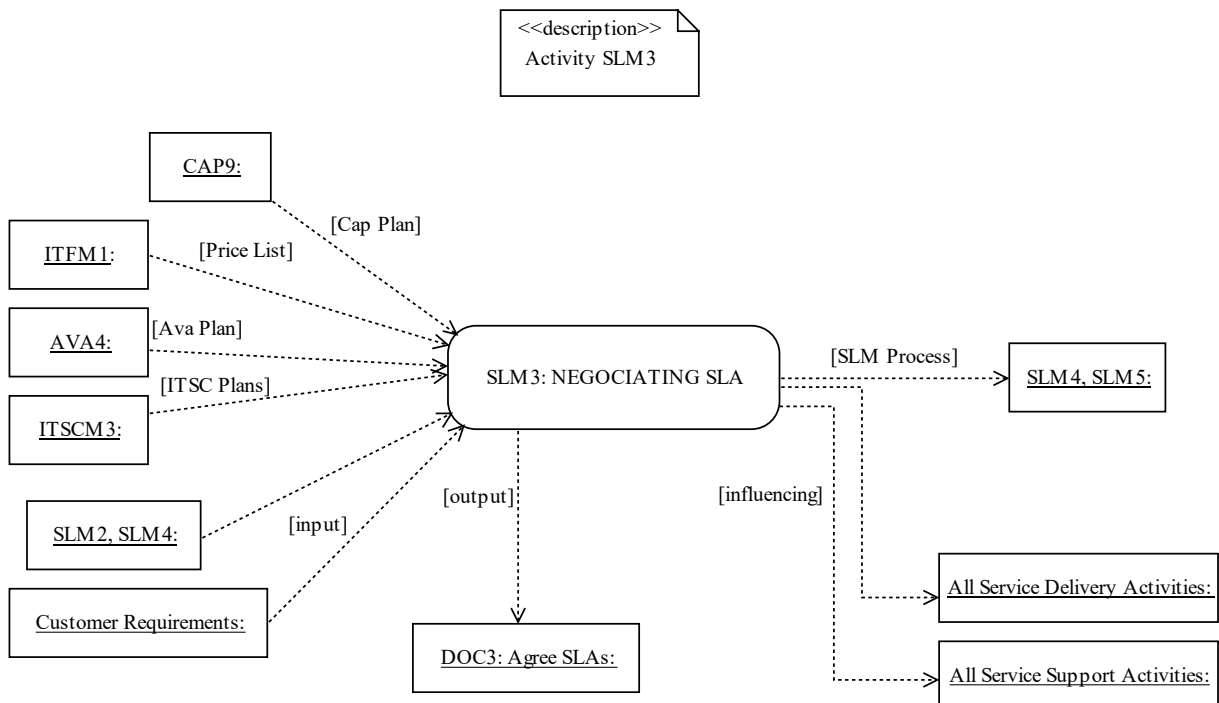 <<description>>
Activity SLM3
CAP9:
[Cap Plan]
[Price List]
ITFM1:
[Ava Plan]
AVA4:
[ITSC Plans]
ITSCM3:
SLM3: NEGOCIATING SLA
[SLM Process]
SLM4, SLM5:
[output]
[influencing]
[input]
SLM2, SLM4:
All Service Delivery Activities:
Customer Requirements:
DOC3: Agree SLAs:
All Service Support Activities: